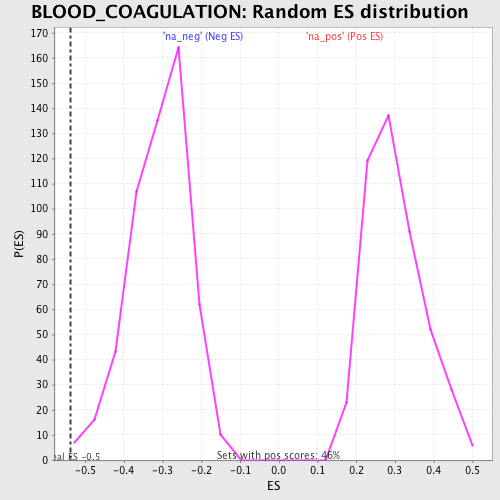 BLOOD_COAGULATION: Random ES distribution
'na_neg' (Neg ES) 'na_pos' (Pos ES)
170
160
150
140
130
120
110
100
90
80
70
60
50
40
30
20
10
0
P(ES)
ES -0.5
Sets with pos scores: 46%
-0.5 -0.4 -0.3 -0.2 -0.1 0.0 0.1 0.2 0.3 0.4 0.5
ES